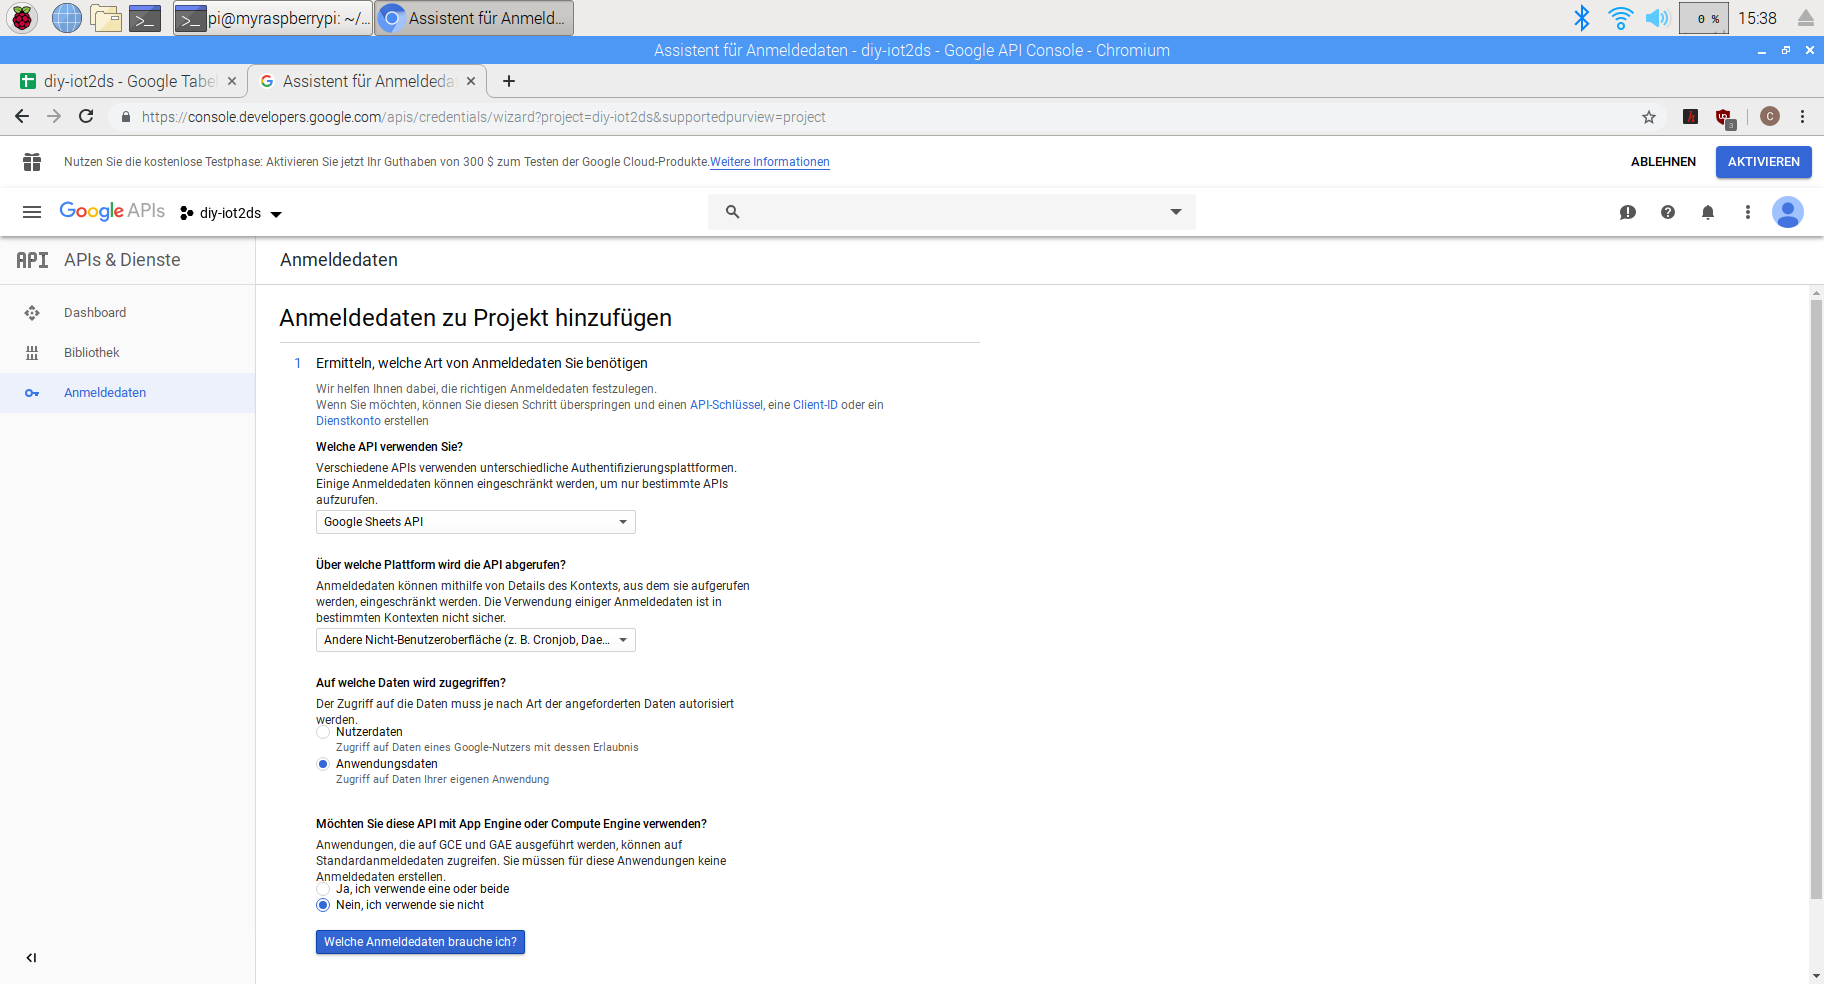 pi@myraspberrypi: ~/...
Assistent für Anmeld...
0 %
15:38
Assistent für Anmeldedaten - diy-iot2ds - Google API Console - Chromium
diy-iot2ds - Google Tabel
Assistent für Anmeldeda
https://console.developers.google.com/apis/credentials/wizard?project=diy-iot2ds&supportedpurview=project
3
C
Nutzen Sie die kostenlose Testphase: Aktivieren Sie jetzt Ihr Guthaben von 300 $ zum Testen der Google Cloud-Produkte.Weitere Informationen
ABLEHNEN
AKTIVIEREN
Google APIs
diy-iot2ds
API APIs & Dienste
Anmeldedaten
Dashboard
Bibliothek
Anmeldedaten
Anmeldedaten zu Projekt hinzufügen
1 Ermitteln, welche Art von Anmeldedaten Sie benötigen
Wir helfen Ihnen dabei, die richtigen Anmeldedaten festzulegen.
Wenn Sie möchten, können Sie diesen Schritt überspringen und einen API-Schlüssel, eine Client-ID oder ein
Dienstkonto erstellen
Welche API verwenden Sie?
Verschiedene APIs verwenden unterschiedliche Authentifizierungsplattformen.
Einige Anmeldedaten können eingeschränkt werden, um nur bestimmte APIs
aufzurufen.
Google Sheets API
Über welche Plattform wird die API abgerufen?
Anmeldedaten können mithilfe von Details des Kontexts, aus dem sie aufgerufen
werden, eingeschränkt werden. Die Verwendung einiger Anmeldedaten ist in
bestimmten Kontexten nicht sicher.
Andere Nicht-Benutzeroberfläche (z. B. Cronjob, Dae...
Auf welche Daten wird zugegriffen?
Der Zugriff auf die Daten muss je nach Art der angeforderten Daten autorisiert
werden.
Nutzerdaten
Zugriff auf Daten eines Google-Nutzers mit dessen Erlaubnis
Anwendungsdaten
Zugriff auf Daten Ihrer eigenen Anwendung
Möchten Sie diese API mit App Engine oder Compute Engine verwenden?
Anwendungen, die auf GCE und GAE ausgeführt werden, können auf
Standardanmeldedaten zugreifen. Sie müssen für diese Anwendungen keine
Anmeldedaten erstellen.
Ja, ich verwende eine oder beide
Nein, ich verwende sie nicht
Welche Anmeldedaten brauche ich?